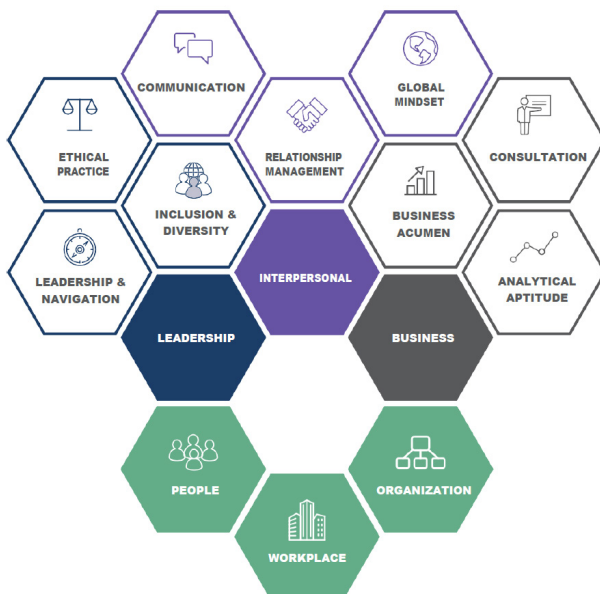 COMMUNICATION
GLOBAL
MINDSET
ETHICAL
PRACTICE
RELATIONSHIP
MANAGEMENT
CONSULTATION
INCLUSION &
DIVERSITY
BUSINESS
ACUMEN
LEADERSHIP &
NAVIGATION
INTERPERSONAL
ANALYTICAL
APTITUDE
LEADERSHIP
BUSINESS
PEOPLE
ORGANIZATION
WORKPLACE